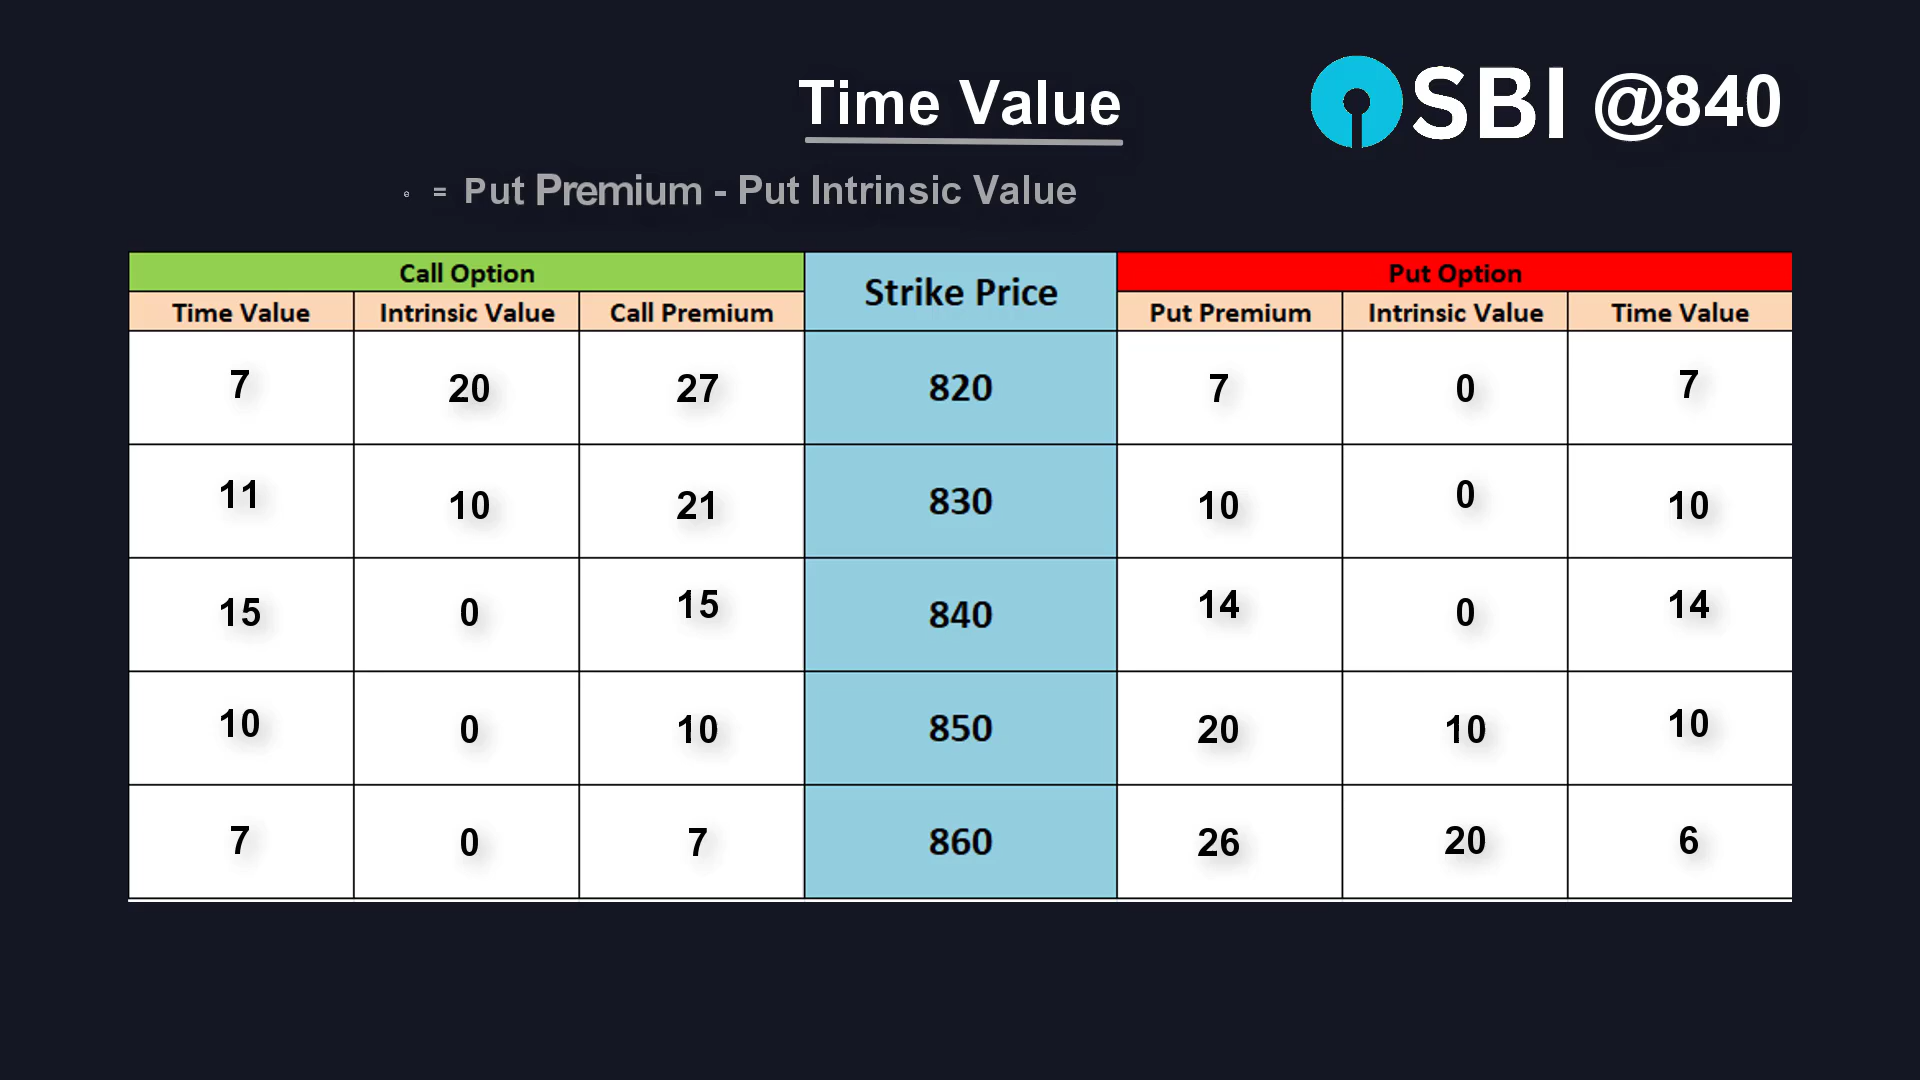 Time Value
SBI @840
= Put Premium - Put Intrinsic Value
Call Option Strike Price Put Option
Time Value Intrinsic Value Call Premium Put Premium Intrinsic Value Time Value
7 20 27 820 7 0 7
11 10 21 830 10 0 10
15 0 15 840 14 0 14
10 0 10 850 20 10 10
7 0 7 860 26 20 6